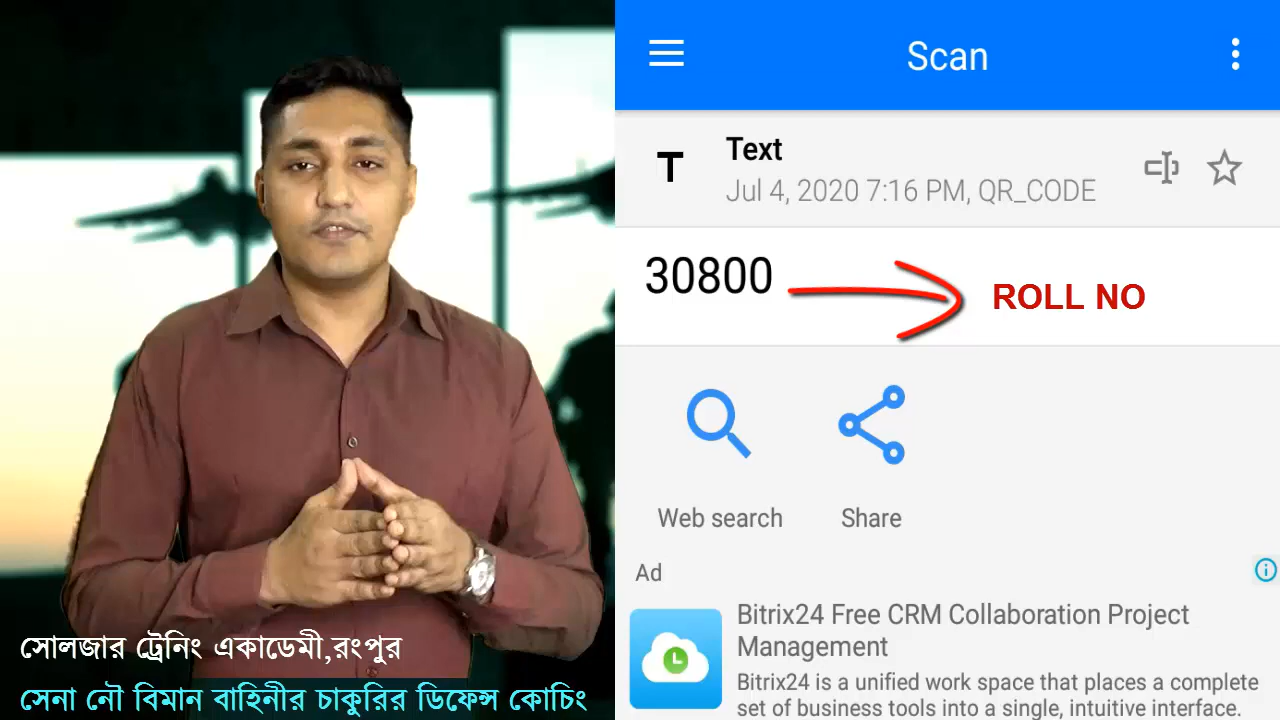 Scan
Text
Jul 4, 2020 7:16 PM, QR_CODE
30800
ROLL NO
Web search
Share
Ad
Bitrix24 Free CRM Collaboration Project
Management
Bitrix24 is a unified work space that places a complete
set of business tools into a single, intuitive interface.
সোলজার ট্রেনিং একাডেমী,রংপুর
সেনা নৌ বিমান বাহিনীর চাকুরির ডিফেন্স কোচিং